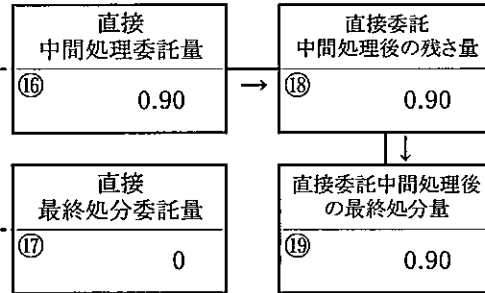 直接
中間処理委託量
⑯
0.90
→
直接委託
中間処理後の残さ量
⑱
0.90
↓
直接
最終処分委託量
⑰
0
直接委託中間処理後
の最終処分量
⑲
0.90